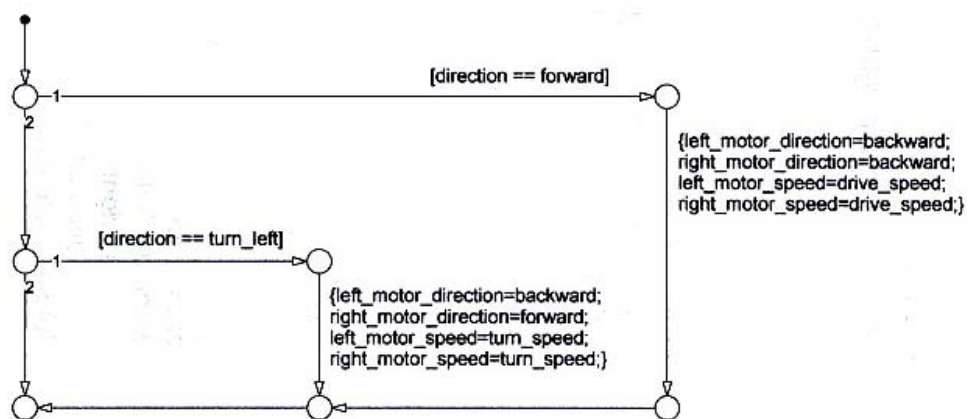 [direction == forward]
1
2
{left_motor_direction=backward;
right_motor_direction=backward;
left_motor_speed=drive_speed;
right_motor_speed=drive_speed;}
[direction == turn_left]
1
2
{left_motor_direction=backward;
right_motor_direction=forward;
left_motor_speed=turn_speed;
right_motor_speed=turn_speed;}